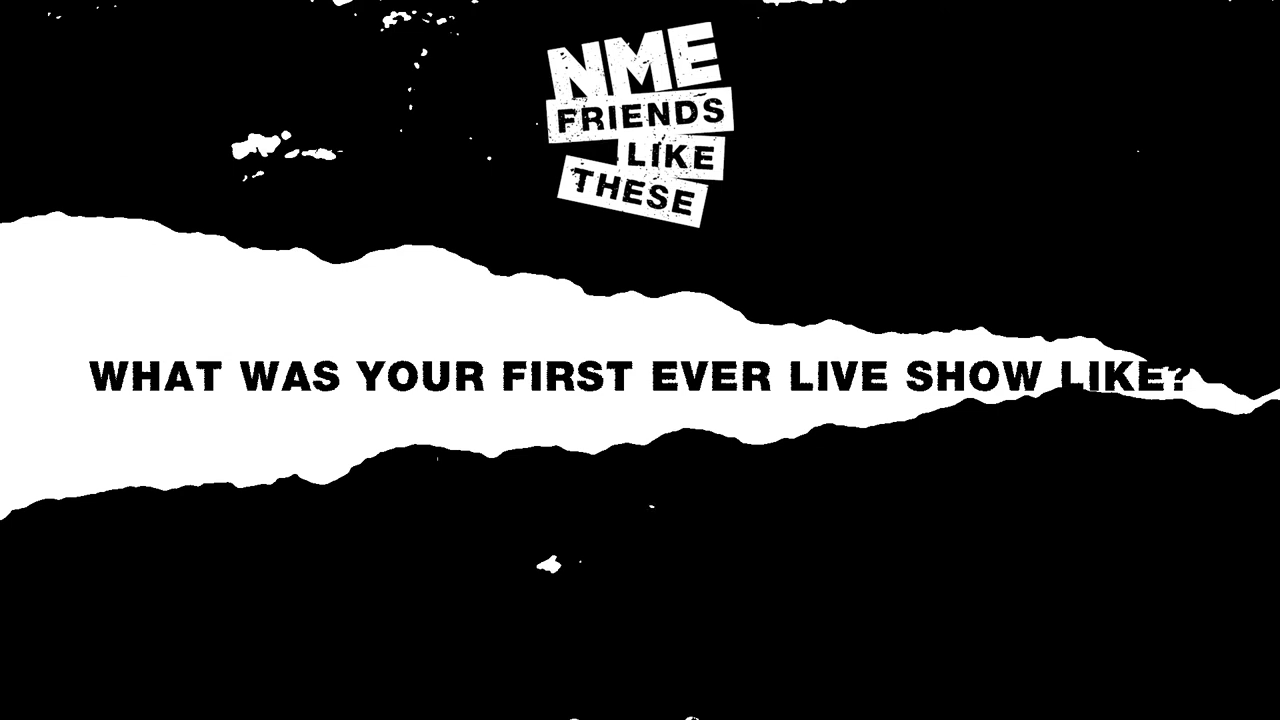 NME
FRIENDS
LIKE
THESE
WHAT WAS YOUR FIRST EVER LIVE SHOW LIKE?